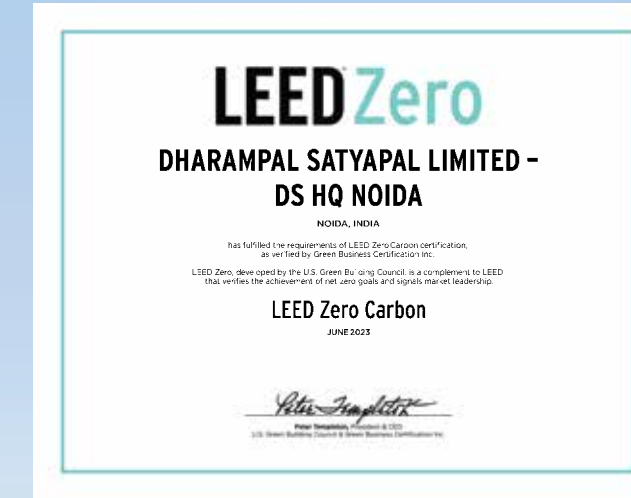 LEED Zero
DHARAMPAL SATYAPAL LIMITED –
DS HQ NOIDA
NOIDA, INDIA
has fulfilled the requirements of LEED Zero Carbon certification,
as verified by Green Business Certification Inc.
LEED Zero, developed by the U.S. Green Building Council, is a complement to LEED
that verifies the achievement of net zero goals and signals market leadership.
LEED Zero Carbon
JUNE 2023
Peter Templeton
Peter Templeton, President & CEO
U.S. Green Building Council & Green Business Certification Inc.